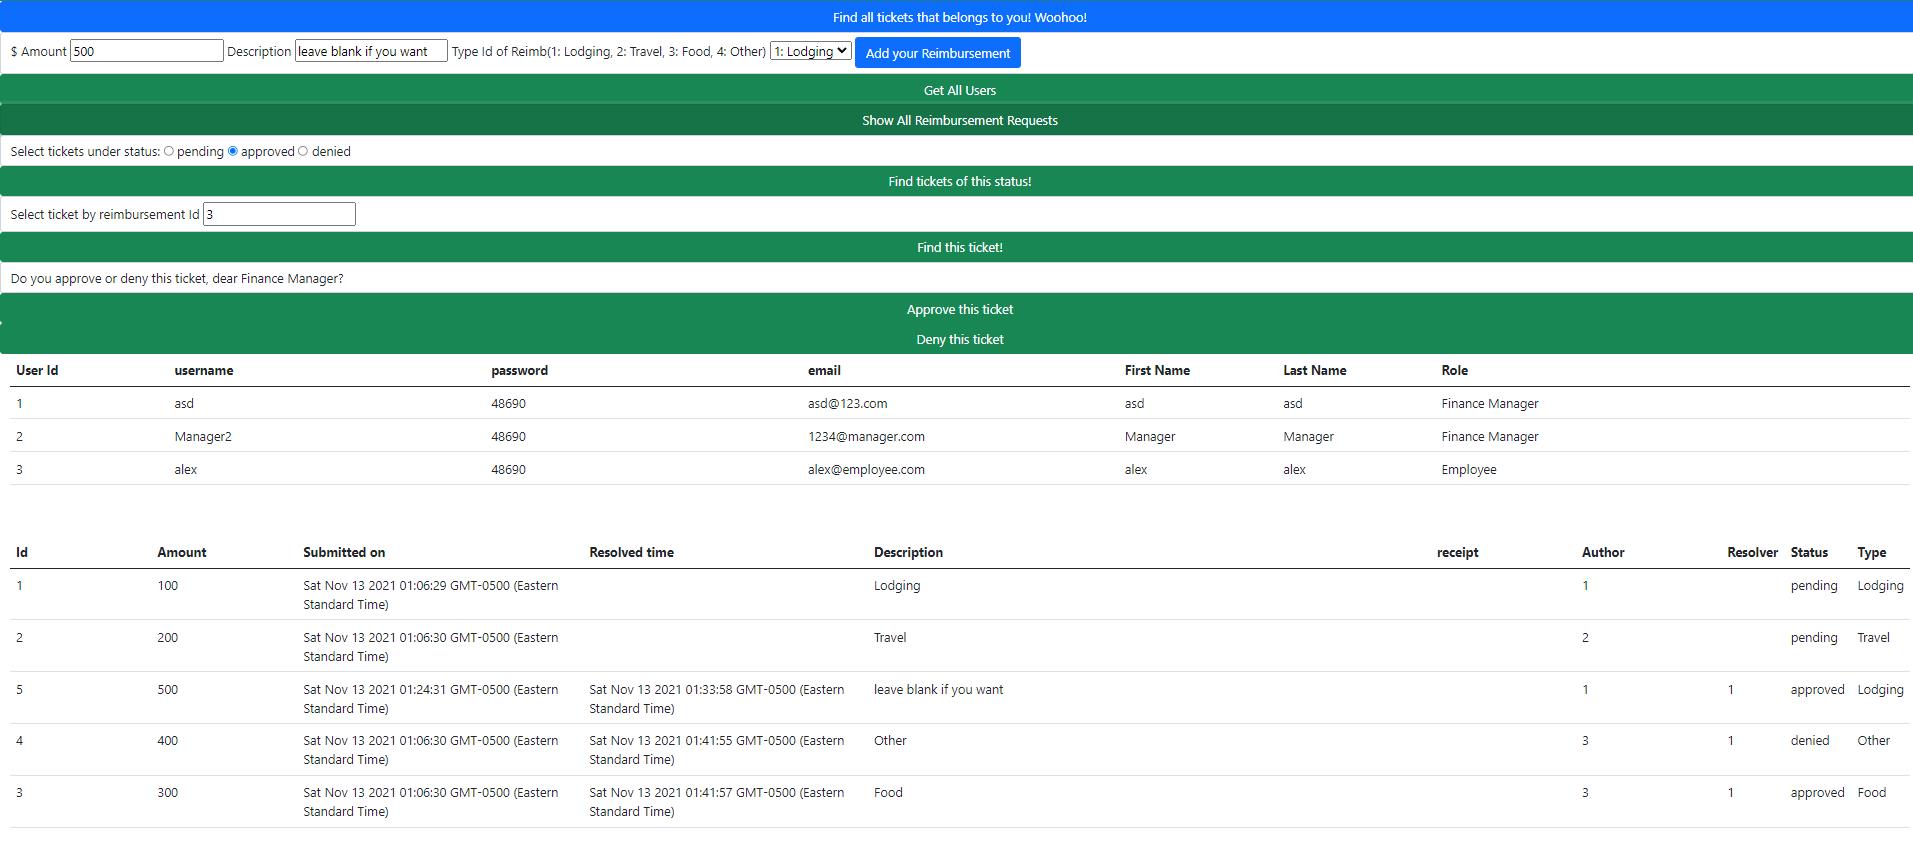 Find all tickets that belongs to you! Woohoo!
$ Amount 500 Description leave blank if you want Type Id of Reimb(1: Lodging, 2: Travel, 3: Food, 4: Other) 1: Lodging Add your Reimbursement
Get All Users
Show All Reimbursement Requests
Select tickets under status: pending approved denied
Find tickets of this status!
Select ticket by reimbursement Id 3
Find this ticket!
Do you approve or deny this ticket, dear Finance Manager?
Approve this ticket
Deny this ticket
User Id username password email First Name Last Name Role
1 asd 48690 asd@123.com asd asd Finance Manager
2 Manager2 48690 1234@manager.com Manager Manager Finance Manager
3 alex 48690 alex@employee.com alex alex Employee
Id Amount Submitted on Resolved time Description receipt Author Resolver Status Type
1 100 Sat Nov 13 2021 01:06:29 GMT-0500 (Eastern Lodging 1 pending Lodging
Standard Time)
2 200 Sat Nov 13 2021 01:06:30 GMT-0500 (Eastern Travel 2 pending Travel
Standard Time)
5 500 Sat Nov 13 2021 01:24:31 GMT-0500 (Eastern Sat Nov 13 2021 01:33:58 GMT-0500 (Eastern leave blank if you want 1 1 approved Lodging
Standard Time) Standard Time)
4 400 Sat Nov 13 2021 01:06:30 GMT-0500 (Eastern Sat Nov 13 2021 01:41:55 GMT-0500 (Eastern Other 3 1 denied Other
Standard Time) Standard Time)
3 300 Sat Nov 13 2021 01:06:30 GMT-0500 (Eastern Sat Nov 13 2021 01:41:57 GMT-0500 (Eastern Food 3 1 approved Food
Standard Time) Standard Time)